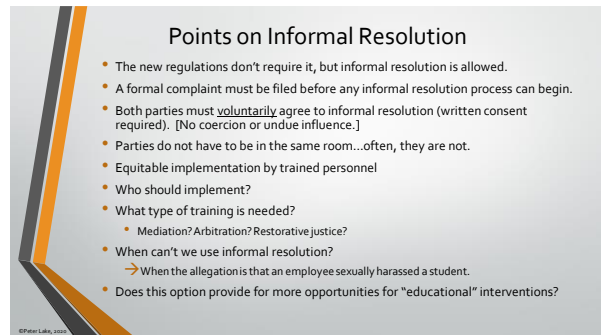 Points on Informal Resolution
• The new regulations don't require it, but informal resolution is allowed.
• A formal complaint must be filed before any informal resolution process can begin.
• Both parties must voluntarily agree to informal resolution (written consent
required). [No coercion or undue influence.]
• Parties do not have to be in the same room...often, they are not.
• Equitable implementation by trained personnel
• Who should implement?
• What type of training is needed?
• Mediation? Arbitration? Restorative justice?
• When can't we use informal resolution?
→ When the allegation is that an employee sexually harassed a student.
• Does this option provide for more opportunities for "educational" interventions?
©Peter Lake, 2020